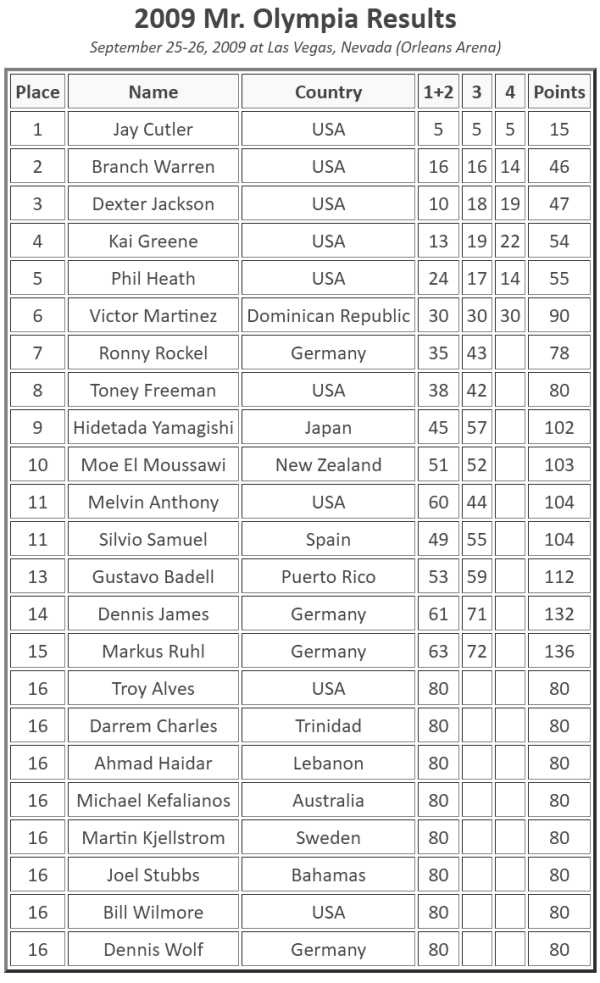 2009 Mr. Olympia Results
September 25-26, 2009 at Las Vegas, Nevada (Orleans Arena)
Place Name Country 1+2 3 4 Points
1 Jay Cutler USA 5 5 5 15
2 Branch Warren USA 16 16 14 46
3 Dexter Jackson USA 10 18 19 47
4 Kai Greene USA 13 19 22 54
5 Phil Heath USA 24 17 14 55
6 Victor Martinez Dominican Republic 30 30 30 90
7 Ronny Rockel Germany 35 43 78
8 Toney Freeman USA 38 42 80
9 Hidetada Yamagishi Japan 45 57 102
10 Moe El Moussawi New Zealand 51 52 103
11 Melvin Anthony USA 60 44 104
11 Silvio Samuel Spain 49 55 104
13 Gustavo Badell Puerto Rico 53 59 112
14 Dennis James Germany 61 71 132
15 Markus Ruhl Germany 63 72 136
16 Troy Alves USA 80 80
16 Darrem Charles Trinidad 80 80
16 Ahmad Haidar Lebanon 80 80
16 Michael Kefalianos Australia 80 80
16 Martin Kjellstrom Sweden 80 80
16 Joel Stubbs Bahamas 80 80
16 Bill Wilmore USA 80 80
16 Dennis Wolf Germany 80 80